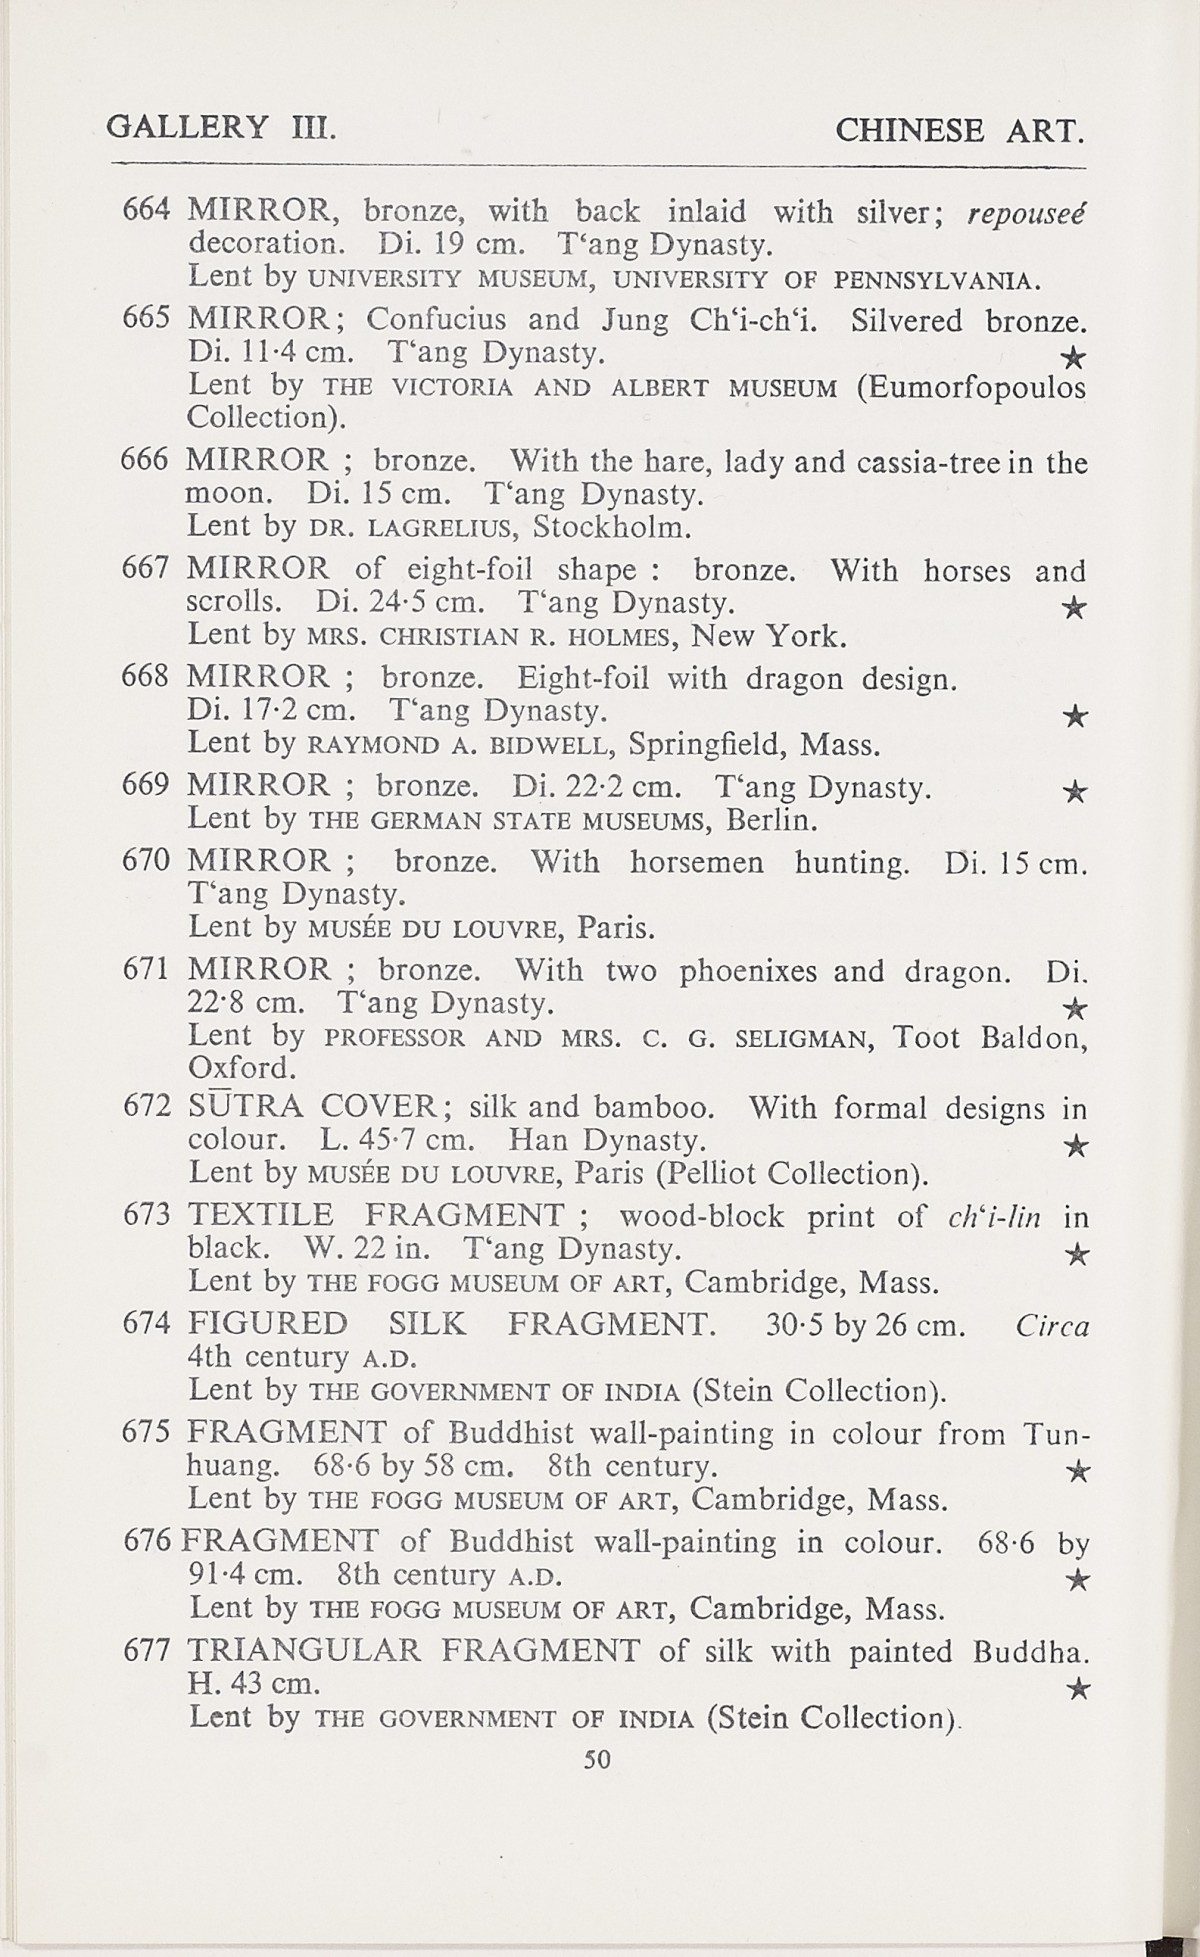 GALLERY III. CHINESE ART.
664 MIRROR, bronze, with back inlaid with silver; repouseé
decoration. Di. 19 cm. T‘ang Dynasty.
Lent by UNIVERSITY MUSEUM, UNIVERSITY OF PENNSYLVANIA.
665 MIRROR; Confucius and Jung Ch‘i-ch‘i. Silvered bronze.
Di. 11·4 cm. T‘ang Dynasty. ★
Lent by THE VICTORIA AND ALBERT MUSEUM (Eumorfopoulos
Collection).
666 MIRROR ; bronze. With the hare, lady and cassia-tree in the
moon. Di. 15 cm. T‘ang Dynasty.
Lent by DR. LAGRELIUS, Stockholm.
667 MIRROR of eight-foil shape : bronze. With horses and
scrolls. Di. 24·5 cm. T‘ang Dynasty. ★
Lent by MRS. CHRISTIAN R. HOLMES, New York.
668 MIRROR ; bronze. Eight-foil with dragon design.
Di. 17·2 cm. T‘ang Dynasty. ★
Lent by RAYMOND A. BIDWELL, Springfield, Mass.
669 MIRROR ; bronze. Di. 22·2 cm. T‘ang Dynasty. ★
Lent by THE GERMAN STATE MUSEUMS, Berlin.
670 MIRROR ; bronze. With horsemen hunting. Di. 15 cm.
T‘ang Dynasty.
Lent by MUSÉE DU LOUVRE, Paris.
671 MIRROR ; bronze. With two phoenixes and dragon. Di.
22·8 cm. T‘ang Dynasty. ★
Lent by PROFESSOR AND MRS. C. G. SELIGMAN, Toot Baldon,
Oxford.
672 SŪTRA COVER; silk and bamboo. With formal designs in
colour. L. 45·7 cm. Han Dynasty. ★
Lent by MUSÉE DU LOUVRE, Paris (Pelliot Collection).
673 TEXTILE FRAGMENT ; wood-block print of ch‘i-lin in
black. W. 22 in. T‘ang Dynasty. ★
Lent by THE FOGG MUSEUM OF ART, Cambridge, Mass.
674 FIGURED SILK FRAGMENT. 30·5 by 26 cm. Circa
4th century A.D.
Lent by THE GOVERNMENT OF INDIA (Stein Collection).
675 FRAGMENT of Buddhist wall-painting in colour from Tun-
huang. 68·6 by 58 cm. 8th century. ★
Lent by THE FOGG MUSEUM OF ART, Cambridge, Mass.
676 FRAGMENT of Buddhist wall-painting in colour. 68·6 by
91·4 cm. 8th century A.D. ★
Lent by THE FOGG MUSEUM OF ART, Cambridge, Mass.
677 TRIANGULAR FRAGMENT of silk with painted Buddha.
H. 43 cm. ★
Lent by THE GOVERNMENT OF INDIA (Stein Collection).
50